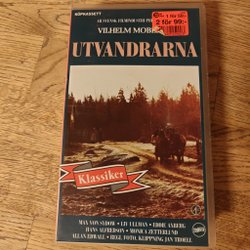 KÖPKASSETT
VILHELM MOBE
2 för 99:-
UTVANDRARNA
Klassiker
MAX VON SYDOW • LIV ULLMAN • EDDIE AXBERG
HANS ALFREDSON • MONICA ZETTERLUND
ALLAN EDWALL • REGI, FOTO, KLIPPNING JAN TROELL